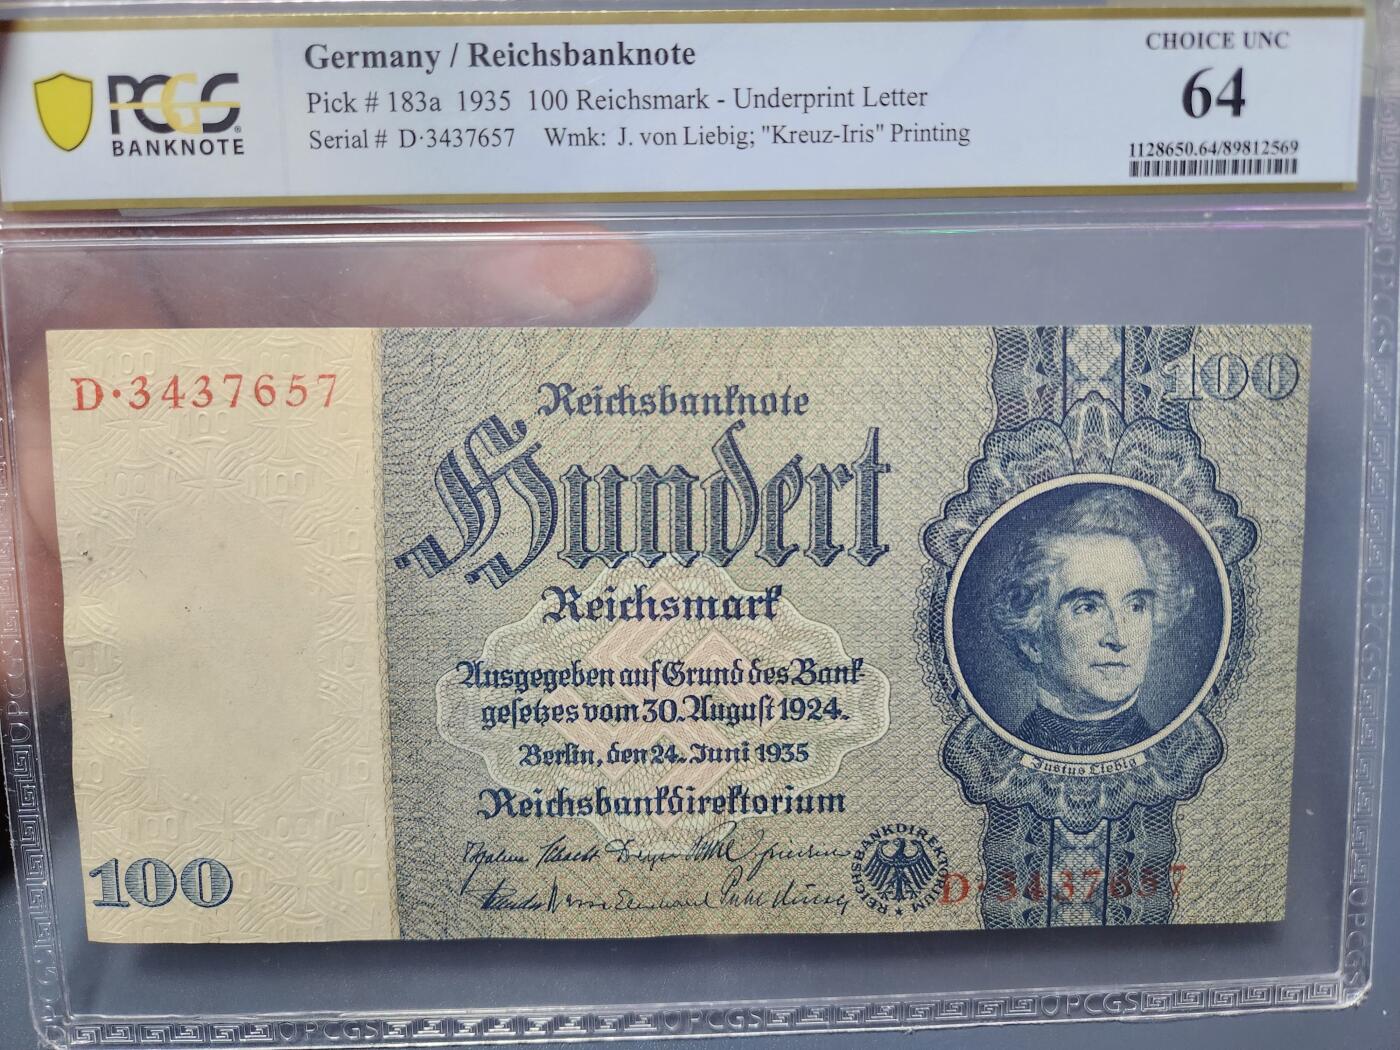 PCGS
BANKNOTE
Germany / Reichsbanknote
Pick # 183a 1935 100 Reichsmark - Underprint Letter
Serial # D·3437657 Wmk: J. von Liebig; "Kreuz-Iris" Printing
CHOICE UNC
64
1128650.64/89812569
D·3437657
100
Reichsbanknote
Hundert
Reichsmark
Ausgegeben auf Grund des Bank-
gesetzes vom 30. August 1924.
Berlin, den 24. Juni 1935
Reichsbankdirektorium
Justus Liebig
REICHSBANKDIREKTORIUM
D·3437657
100